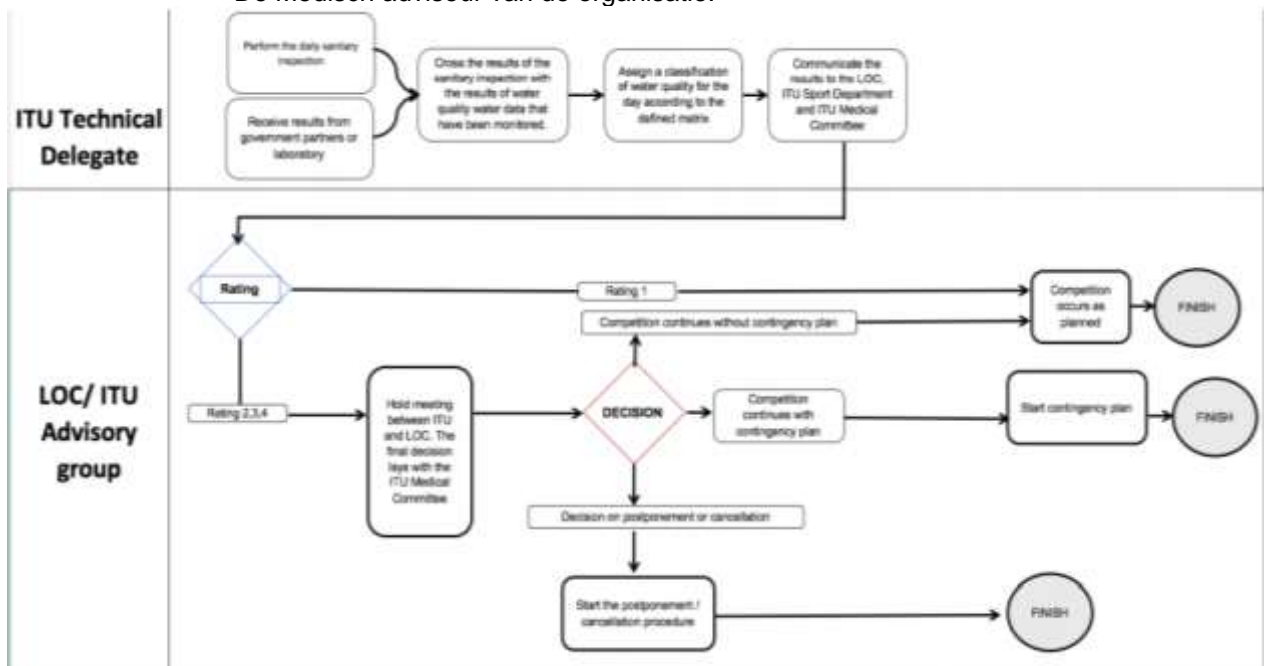 De Medisch adviseur van de organisatie.
ITU Technical
Delegate
Perform the daily sanitary
inspection
Receive results from
government partners or
laboratory
Cross the results of the
sanitary inspection with
the results of water
quality water data that
have been monitored.
Assign a classification
of water quality for the
day according to the
defined matrix
Communicate the
results to the LOC,
ITU Sport Department
and ITU Medical
Committee
LOC/ ITU
Advisory
group
Rating
Rating 1
Competition continues without contingency plan
Competition
occurs as
planned
FINISH
Rating 2,3,4
Hold meeting
between ITU
and LOC. The
final decision
lays with the
ITU Medical
Committee
DECISION
Competition
continues with
contingency plan
Start contingency plan
FINISH
Decision on postponement or cancellation
Start the postponement /
cancellation procedure
FINISH